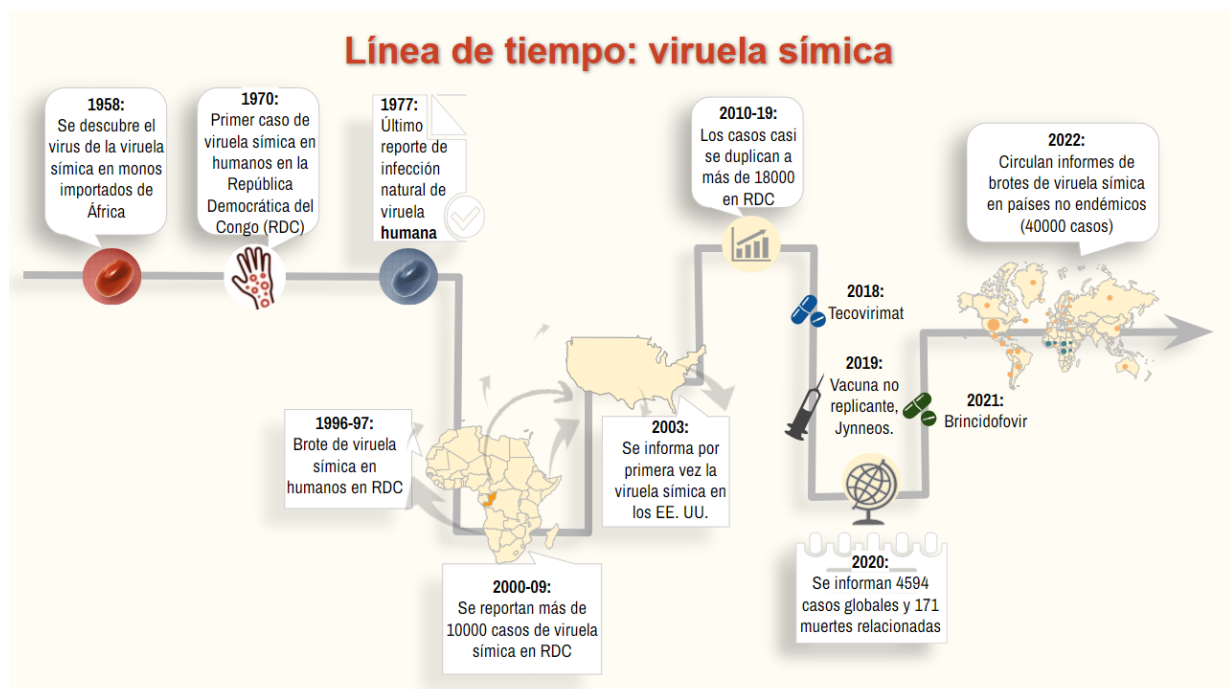 Línea de tiempo: viruela símica
1958:
Se descubre el
virus de la viruela
símica en monos
importados de
África
1970:
Primer caso de
viruela símica en
humanos en la
República
Democrática del
Congo (RDC)
1977:
Último
reporte de
infección
natural de
viruela
humana
1996-97:
Brote de viruela
símica en
humanos en RDC
2000-09:
Se reportan más de
10000 casos de viruela
símica en RDC
2003:
Se informa por
primera vez la
viruela símica en
los EE. UU.
2010-19:
Los casos casi
se duplican a
más de 18000
en RDC
2018:
Tecovirimat
2019:
Vacuna no
replicante,
Jynneos.
2020:
Se informan 4594
casos globales y 171
muertes relacionadas
2021:
Brincidofovir
2022:
Circulan informes de
brotes de viruela símica
en países no endémicos
(40000 casos)